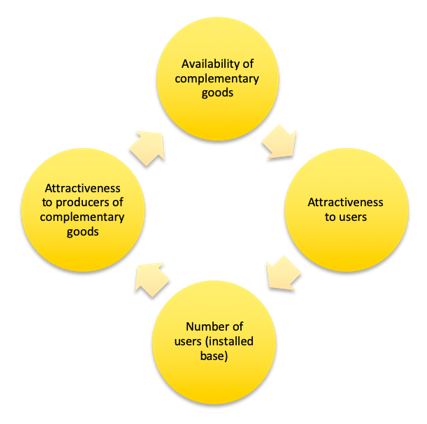 Availability of
complementary
goods
Attractiveness
to users
Number of
users (installed
base)
Attractiveness
to producers of
complementary
goods